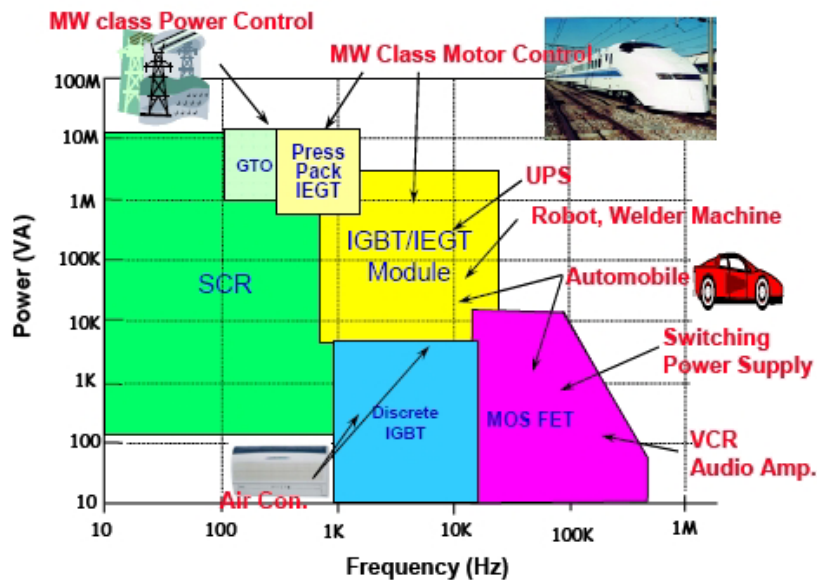 MW class Power Control
MW Class Motor Control
100M
10M
1M
100K
10K
1K
100
10
Power (VA)
GTO
Press
Pack
IEGT
UPS
Robot, Welder Machine
IGBT/IEGT
Module
SCR
Automobile
Switching
Power Supply
Discrete
IGBT
MOS FET
VCR
Audio Amp.
Air Con.
10
100
1K
10K
100K
1M
Frequency (Hz)